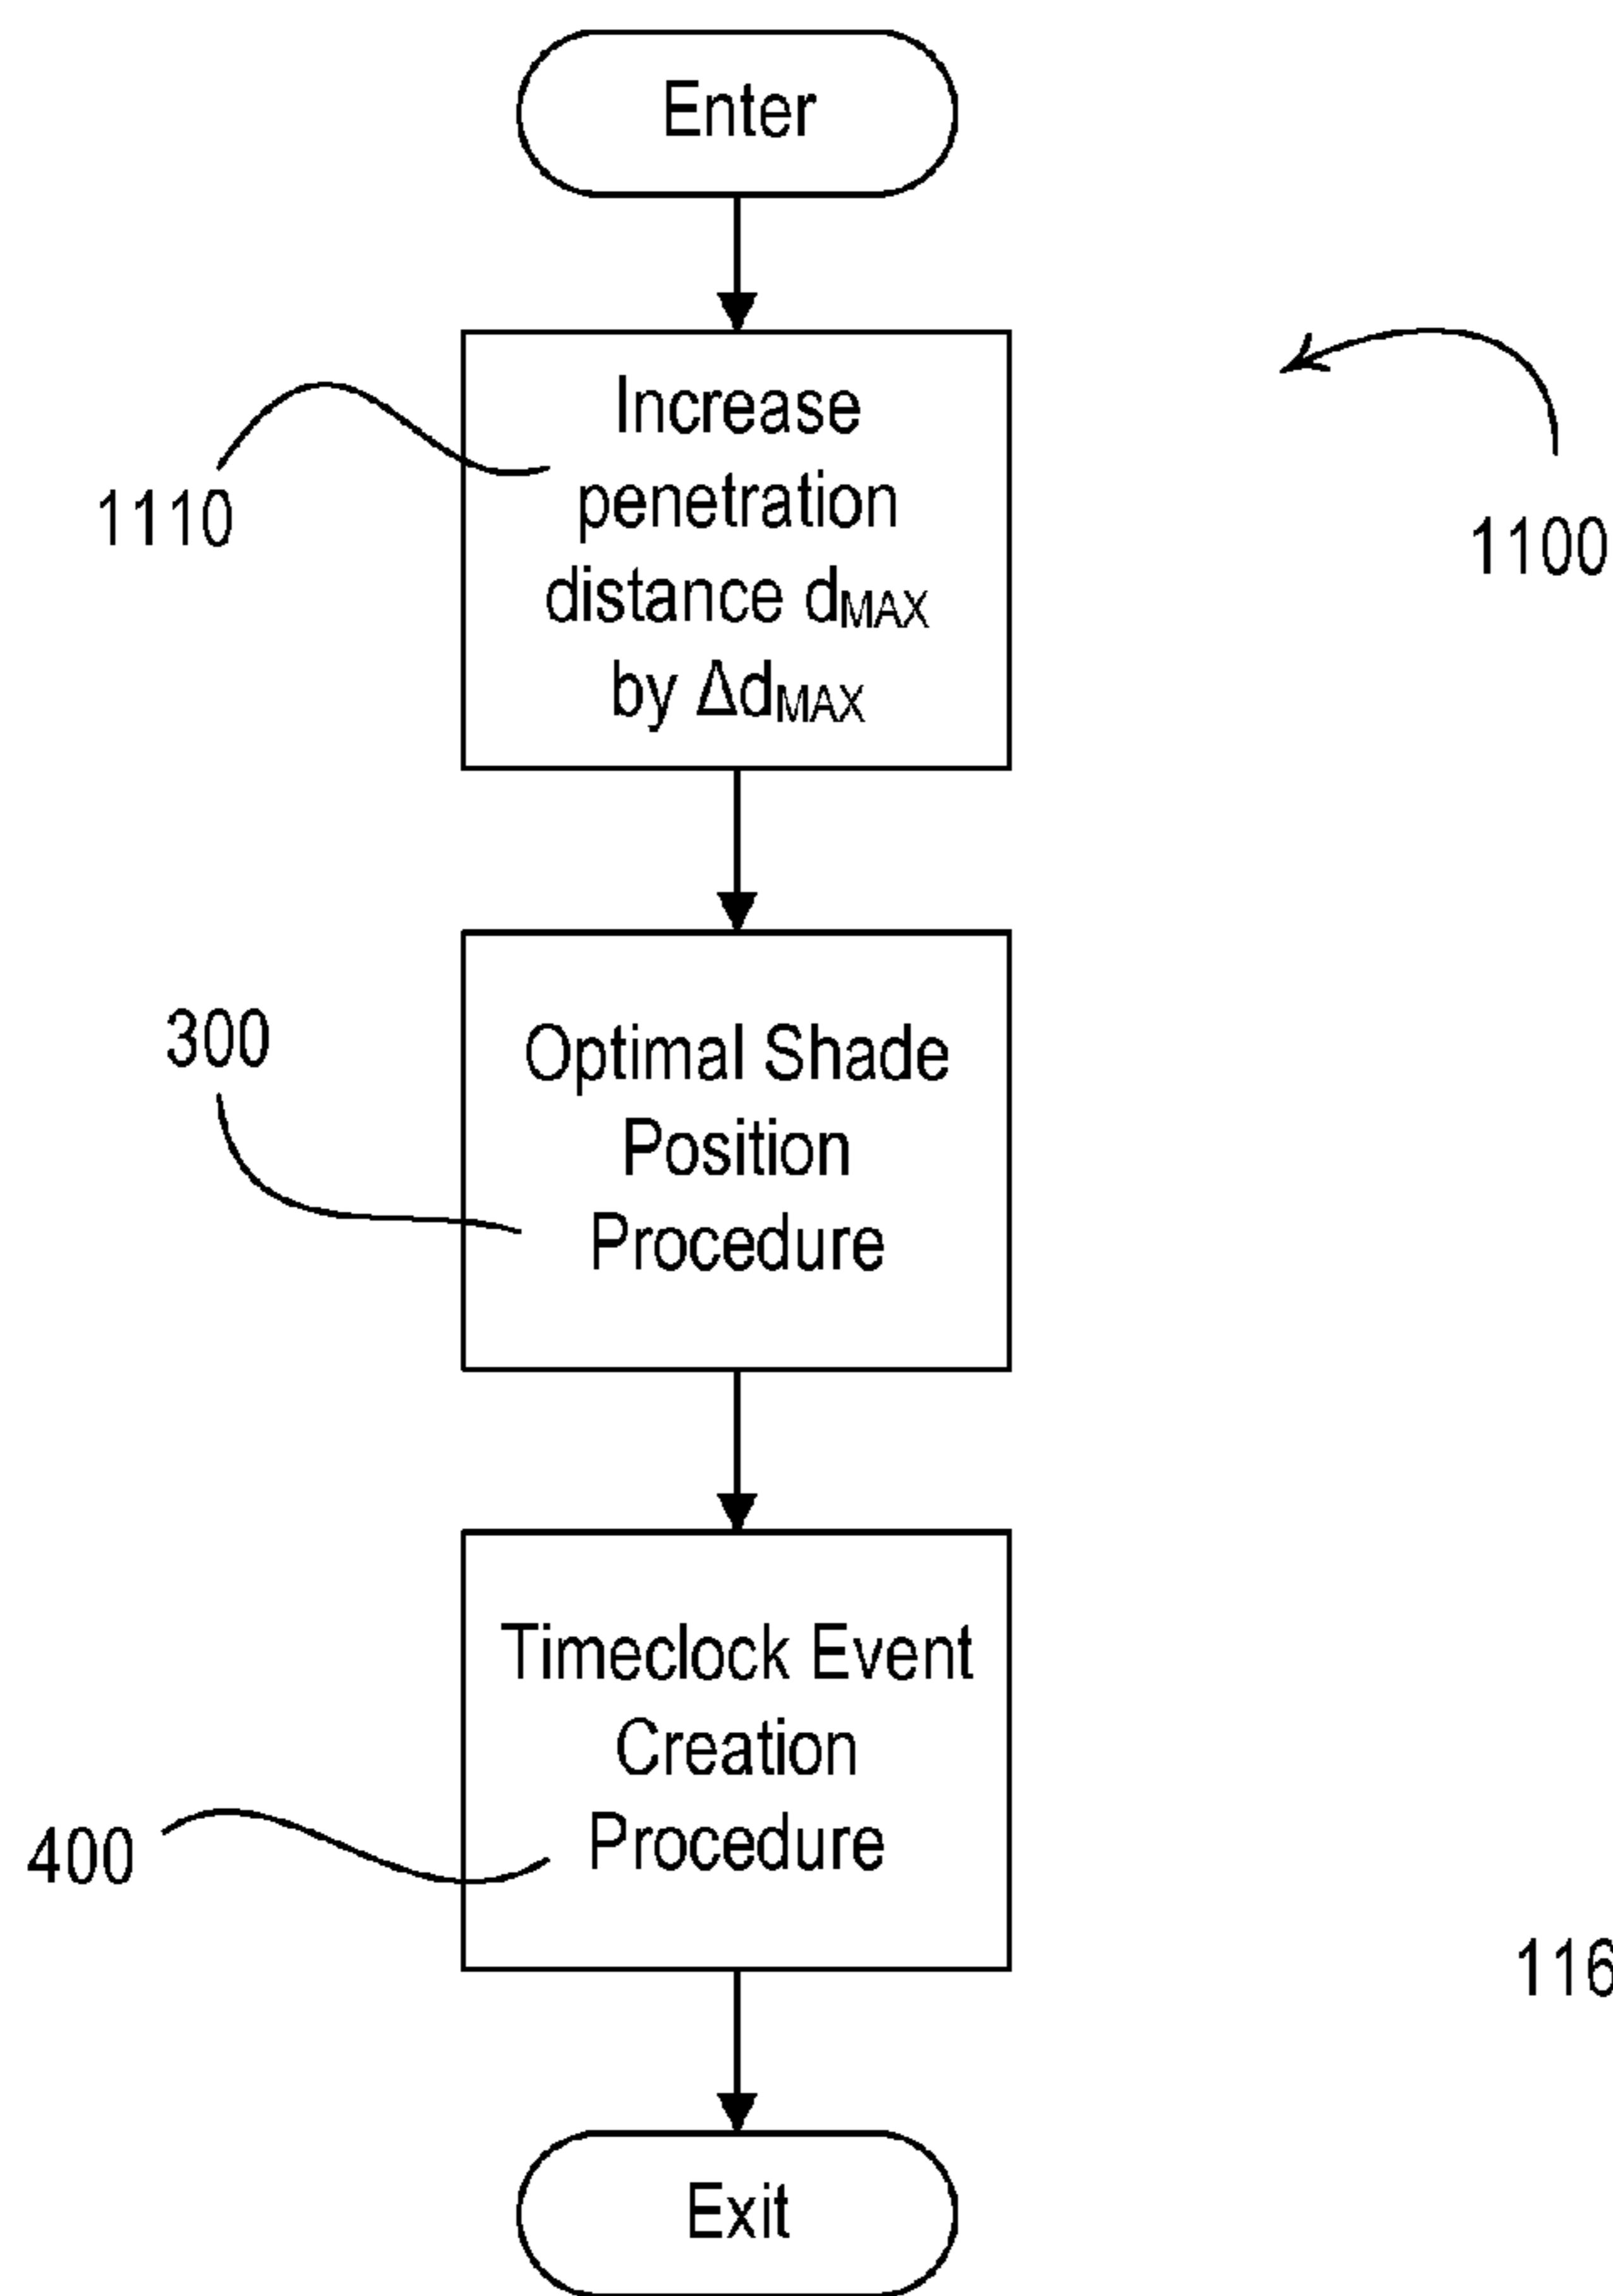 Enter
Increase
penetration
distance dMAX
by ΔdMAX
1110
1100
Optimal Shade
Position
Procedure
300
Timeclock Event
Creation
Procedure
400
116
Exit